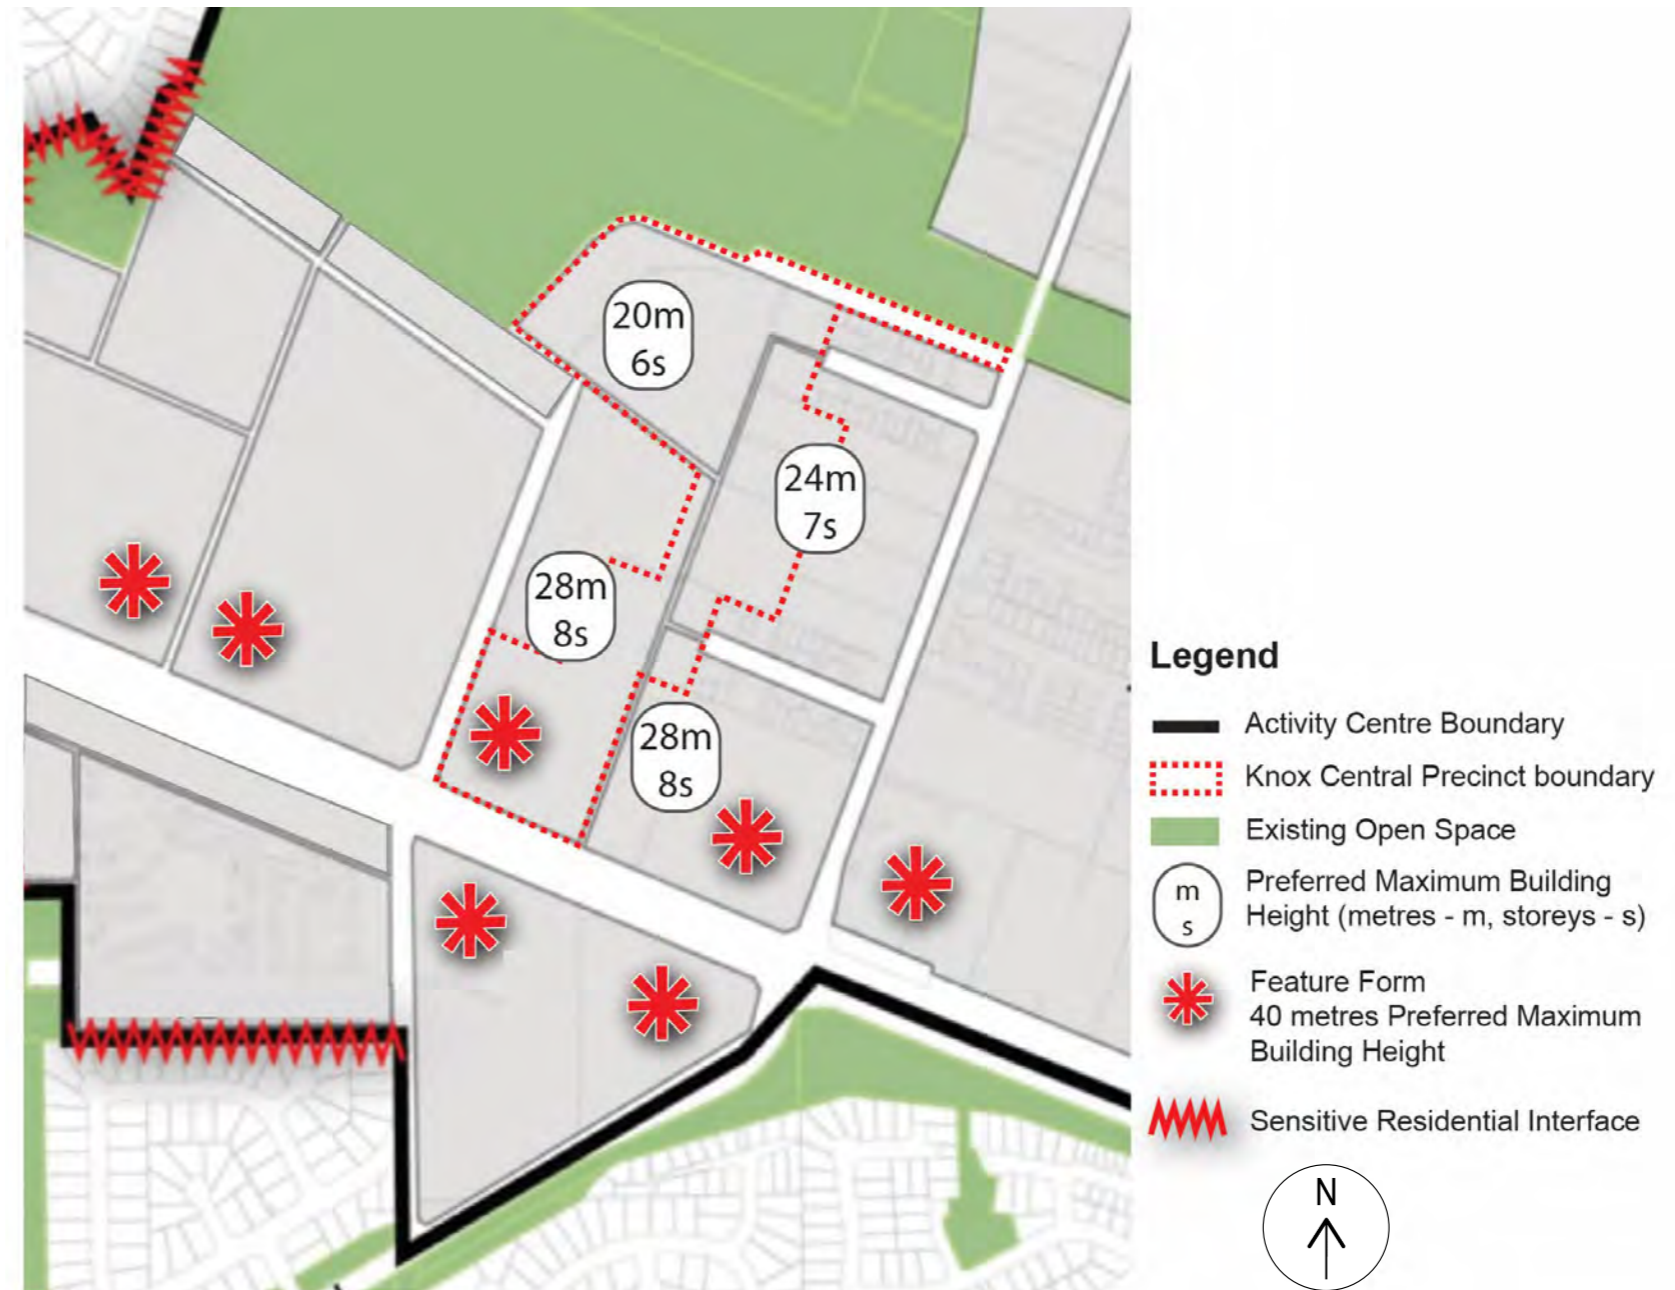 20m
6s
24m
7s
28m
8s
28m
8s
Legend
Activity Centre Boundary
Knox Central Precinct boundary
Existing Open Space
m
s
Preferred Maximum Building
Height (metres - m, storeys - s)
Feature Form
40 metres Preferred Maximum
Building Height
Sensitive Residential Interface
N